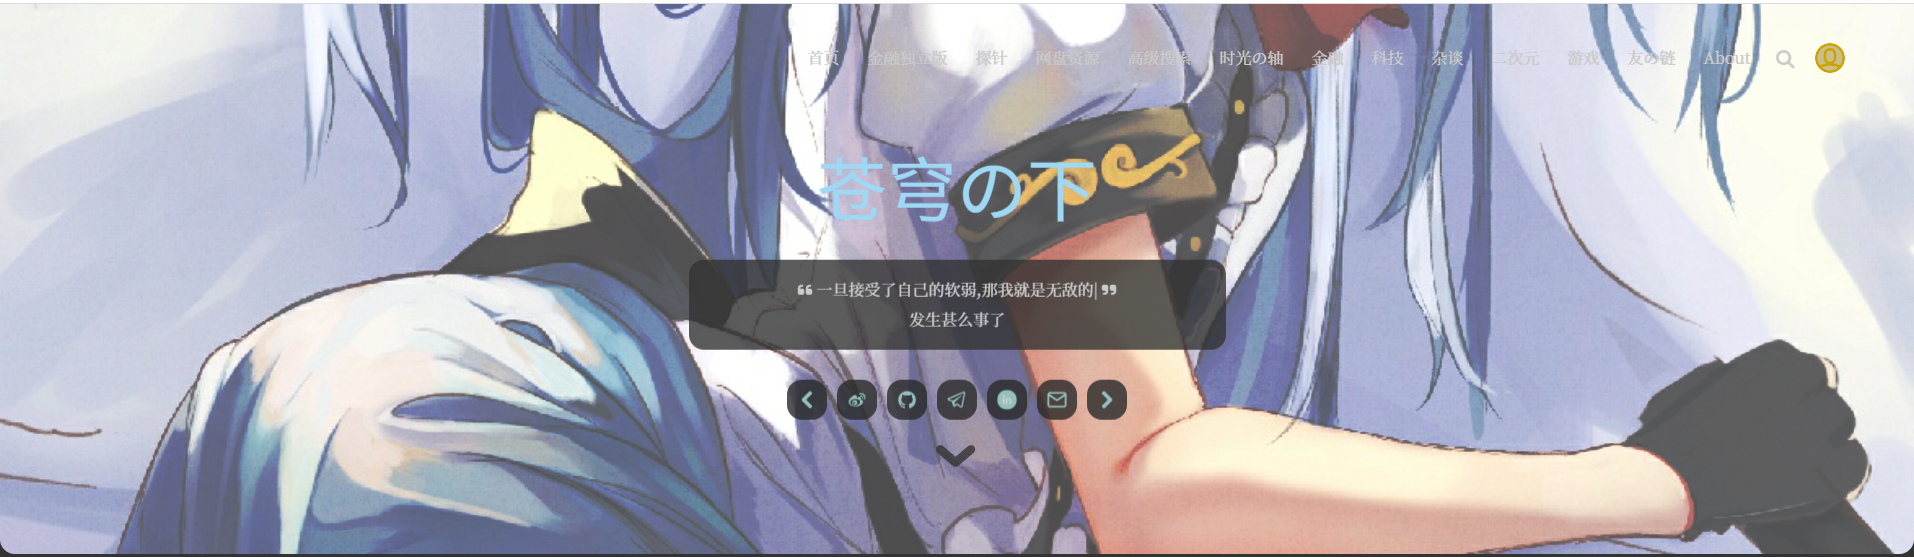 首页 金融独立版 探针 网盘资源 高级搜索 时光の轴 金融 科技 杂谈 二次元 游戏 友の链 About
苍穹の下
❝ 一旦接受了自己的软弱,那我就是无敌的| ❞
发生甚么事了
in